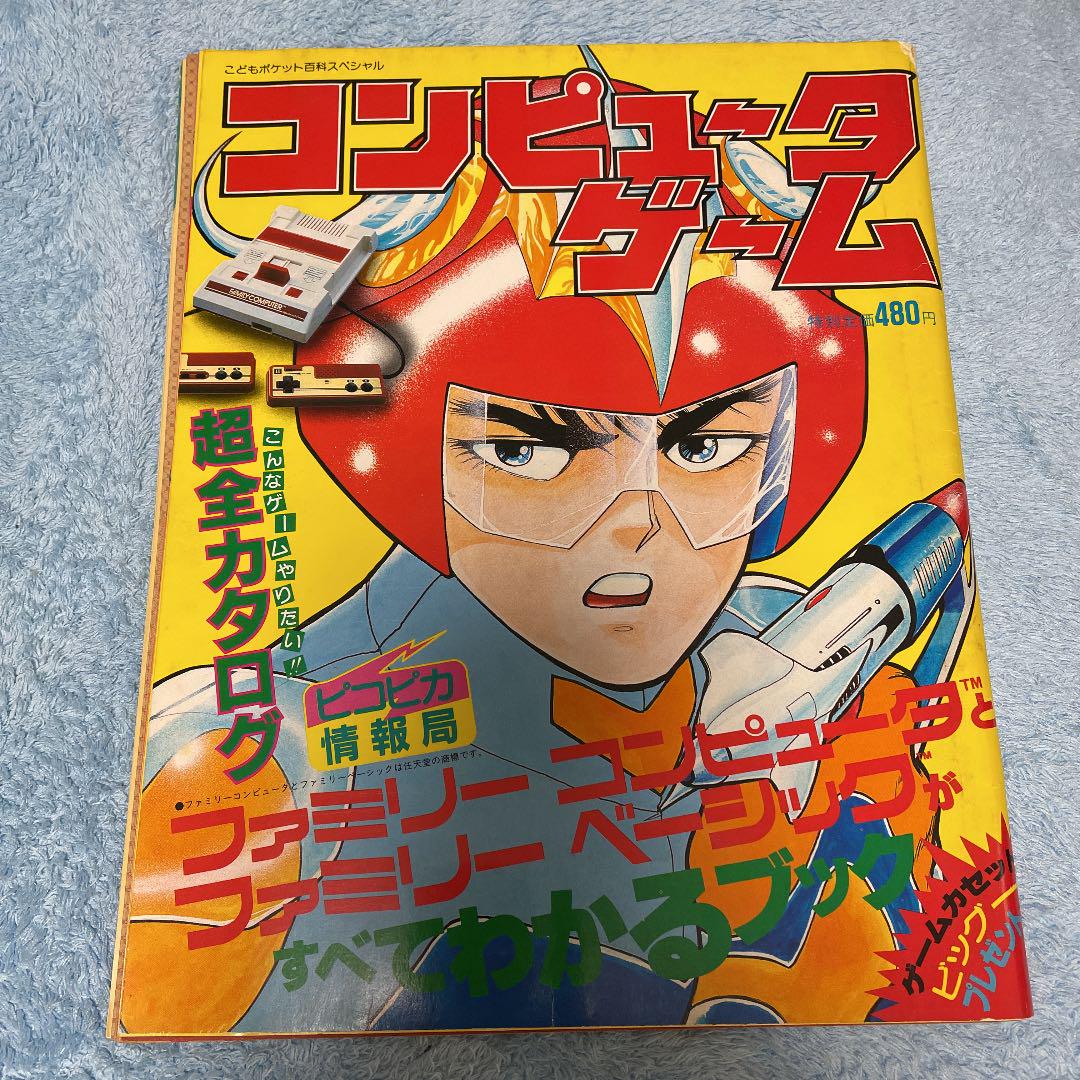 こどもポケット百科スペシャル
コンピュータ
ゲーム
FAMILY COMPUTER
特別定価480円
こんなゲームやりたい!!
超全カタログ
ピコピカ
情報局
●ファミリーコンピュータとファミリーベーシックは任天堂の商標です。
ファミリー コンピュータ™と
ファミリー ベーシック™が
すべてわかるブック
ゲームカセット
ビッグ
プレゼント